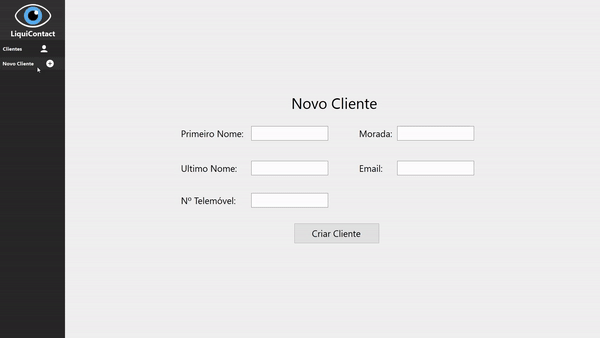 LiquiContact
Clientes
Novo Cliente
Novo Cliente
Primeiro Nome:
Morada:
Ultimo Nome:
Email:
Nº Telemóvel:
Criar Cliente